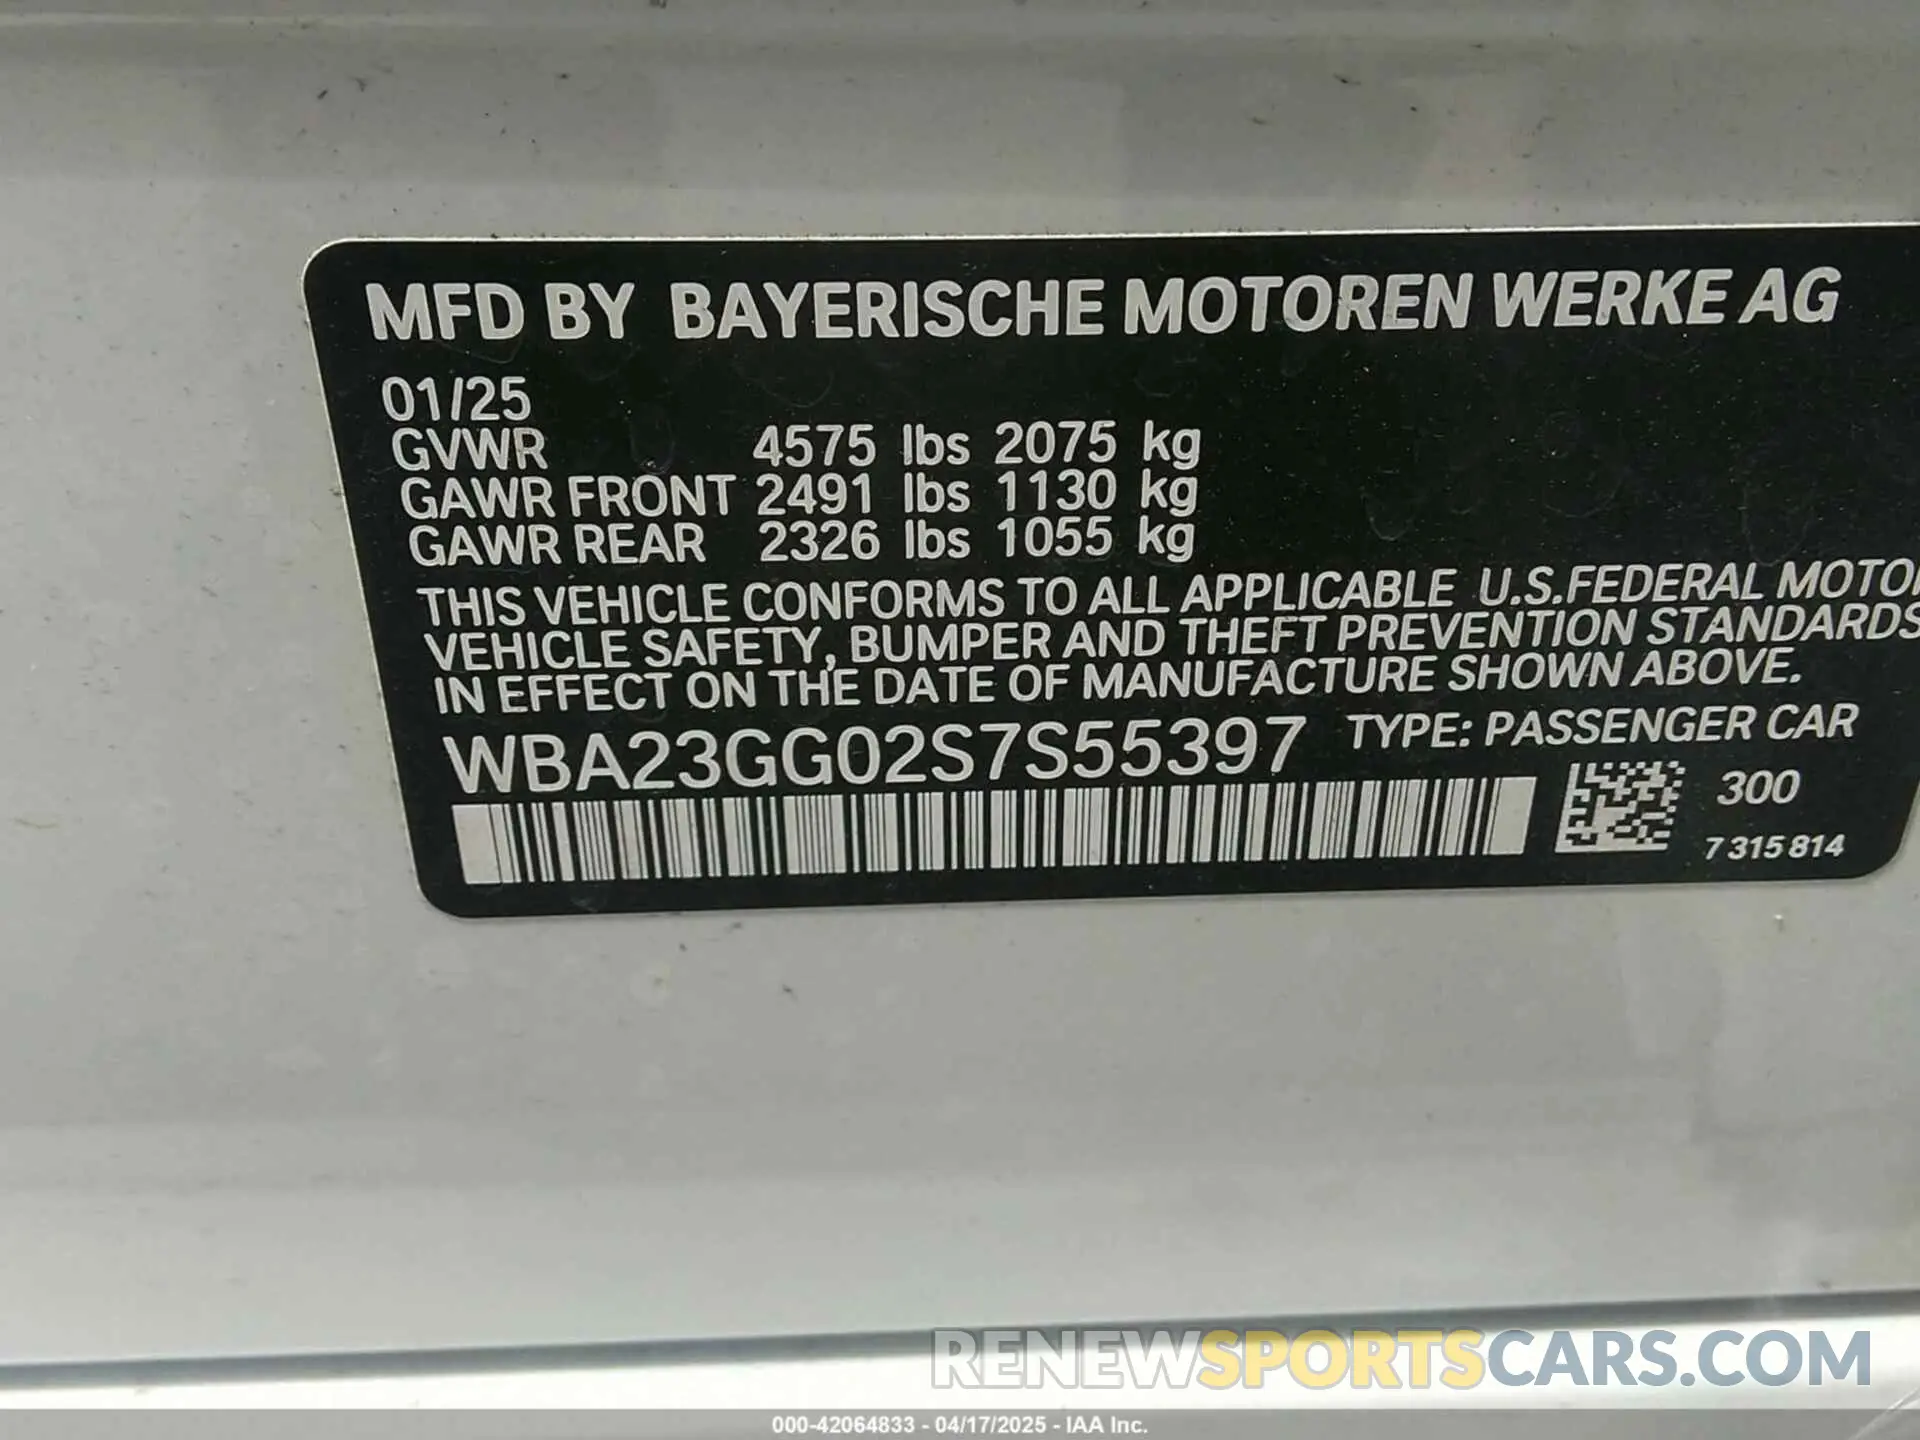 MFD BY BAYERISCHE MOTOREN WERKE AG
01/25
GVWR 4575 lbs 2075 kg
GAWR FRONT 2491 lbs 1130 kg
GAWR REAR 2326 lbs 1055 kg
THIS VEHICLE CONFORMS TO ALL APPLICABLE U.S.FEDERAL MOTOR
VEHICLE SAFETY, BUMPER AND THEFT PREVENTION STANDARDS
IN EFFECT ON THE DATE OF MANUFACTURE SHOWN ABOVE.
WBA23GG02S7S55397 TYPE: PASSENGER CAR
300
7 315 814
RENEWSPORTSCARS.COM
000-42064833 - 04/17/2025 - IAA Inc.